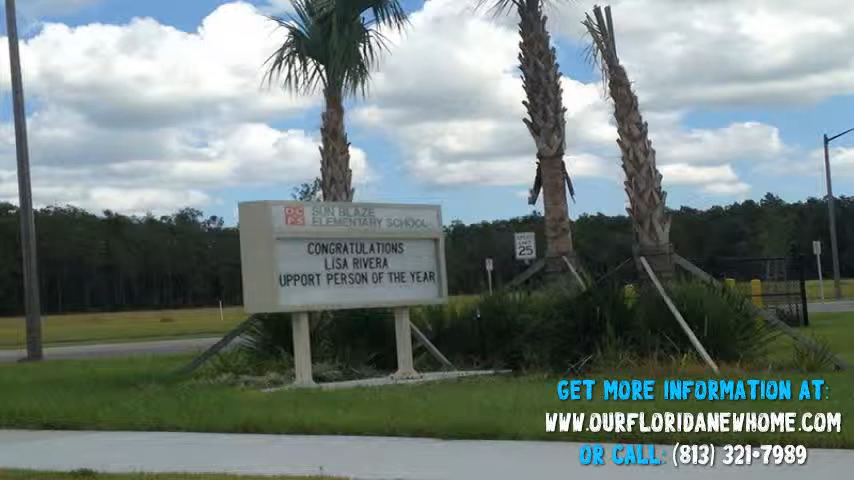 OCPS
SUN BLAZE
ELEMENTARY SCHOOL
CONGRATULATIONS
LISA RIVERA
UPPORT PERSON OF THE YEAR
SPEED
LIMIT
25
GET MORE INFORMATION AT:
WWW.OURFLORIDANEWHOME.COM
OR CALL: (813) 321-7989